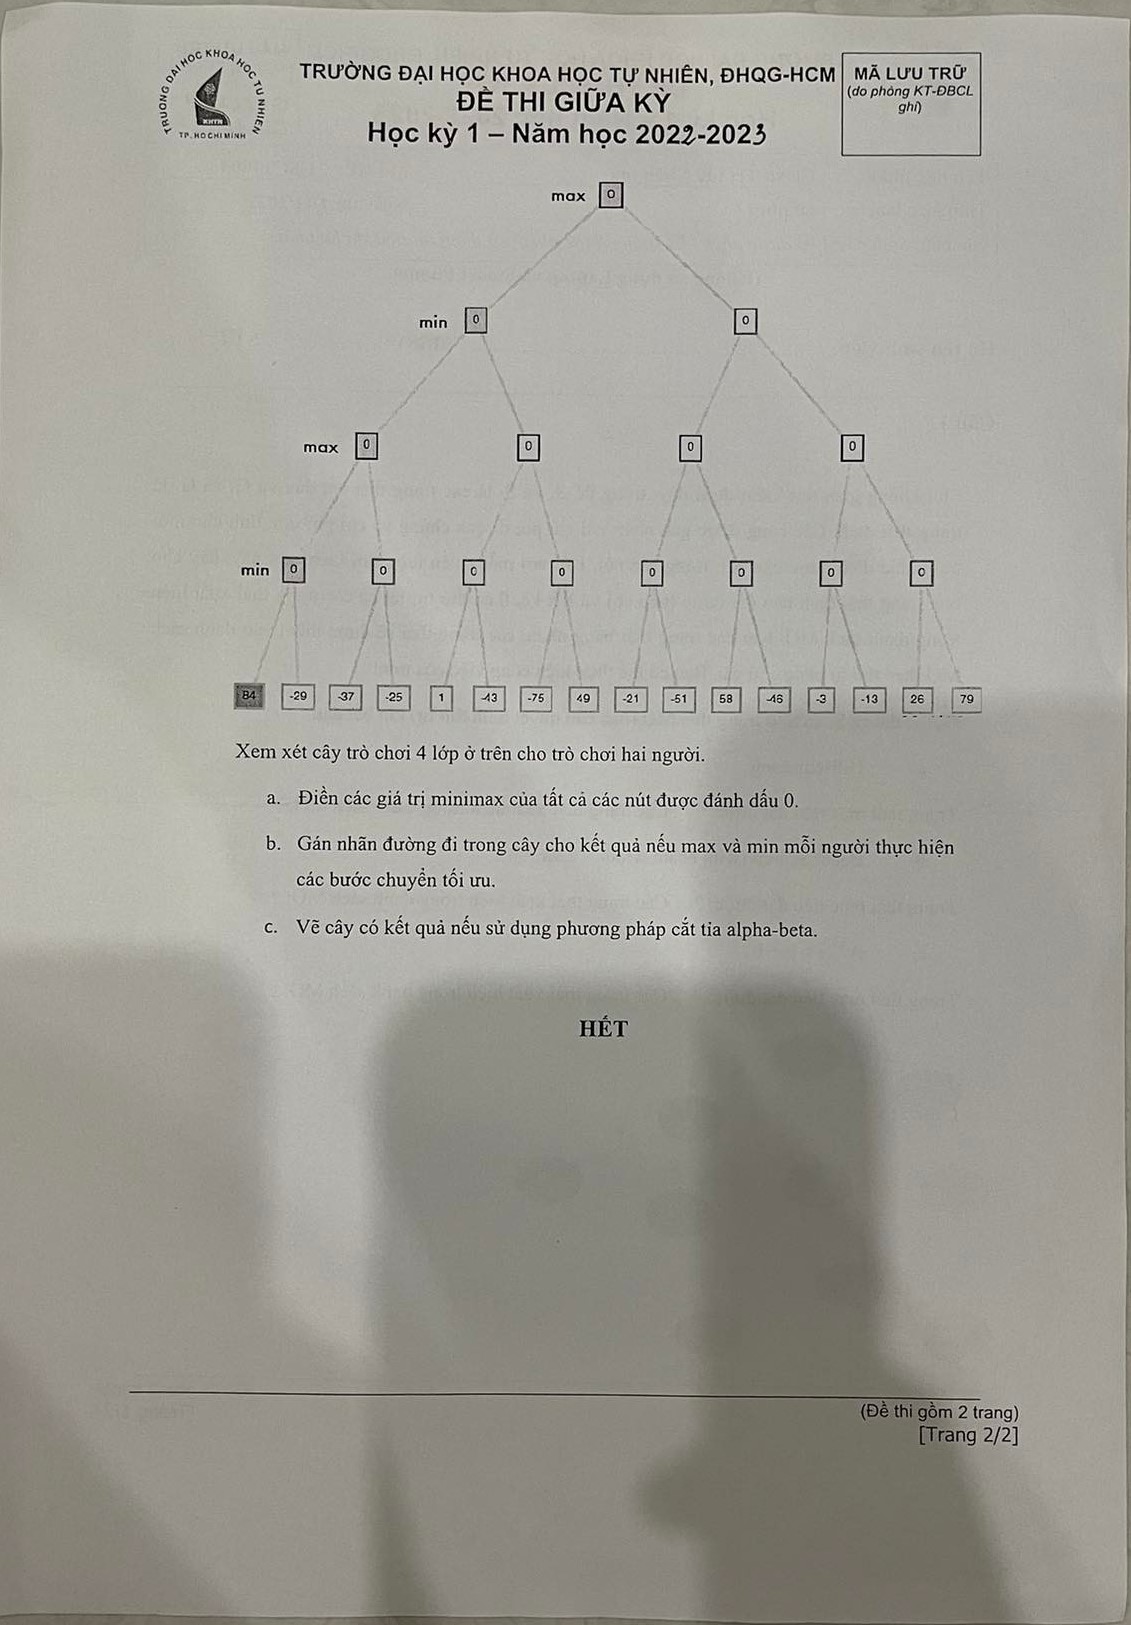 TRƯỜNG ĐẠI HỌC KHOA HỌC TỰ NHIÊN
TP. HO CHI MINH
KHTN
TRƯỜNG ĐẠI HỌC KHOA HỌC TỰ NHIÊN, ĐHQG-HCM
ĐỀ THI GIỮA KỲ
Học kỳ 1 – Năm học 2022-2023
MÃ LƯU TRỮ
(do phòng KT-ĐBCL
ghi)
max 0
min 0 0
max 0 0 0 0
min 0 0 0 0 0 0 0 0
84 -29 -37 -25 1 -43 -75 49 -21 -51 58 -46 -3 -13 26 79
Xem xét cây trò chơi 4 lớp ở trên cho trò chơi hai người.
a. Điền các giá trị minimax của tất cả các nút được đánh dấu 0.
b. Gán nhãn đường đi trong cây cho kết quả nếu max và min mỗi người thực hiện
các bước chuyển tối ưu.
c. Vẽ cây có kết quả nếu sử dụng phương pháp cắt tỉa alpha-beta.
HẾT
(Đề thi gồm 2 trang)
[Trang 2/2]